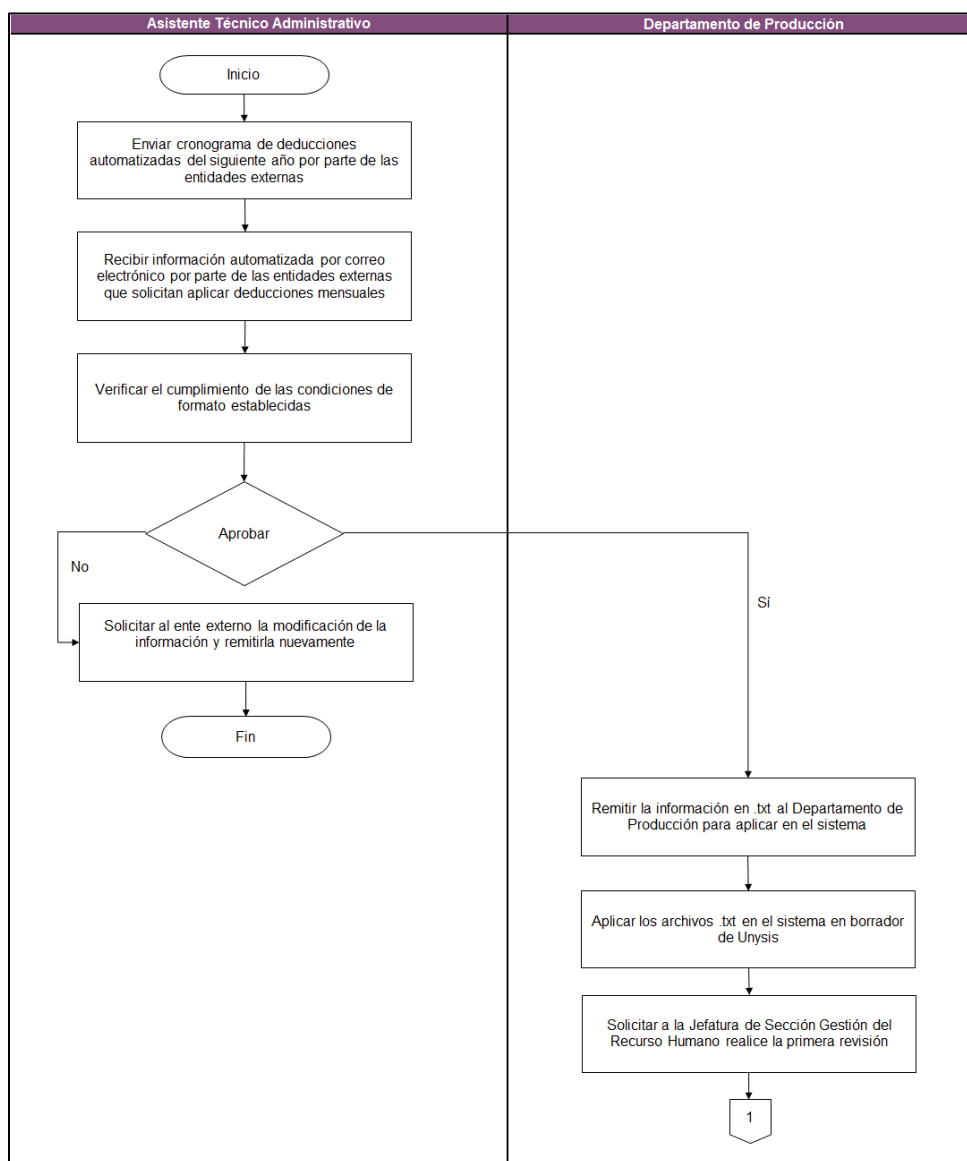 Asistente Técnico Administrativo
Departamento de Producción
Inicio
Enviar cronograma de deducciones
automatizadas del siguiente año por parte de las
entidades externas
Recibir información automatizada por correo
electrónico por parte de las entidades externas
que solicitan aplicar deducciones mensuales
Verificar el cumplimiento de las condiciones de
formato establecidas
Aprobar
No
Sí
Solicitar al ente externo la modificación de la
información y remitirla nuevamente
Fin
Remitir la información en .txt al Departamento de
Producción para aplicar en el sistema
Aplicar los archivos .txt en el sistema en borrador
de Unysis
Solicitar a la Jefatura de Sección Gestión del
Recurso Humano realice la primera revisión
1